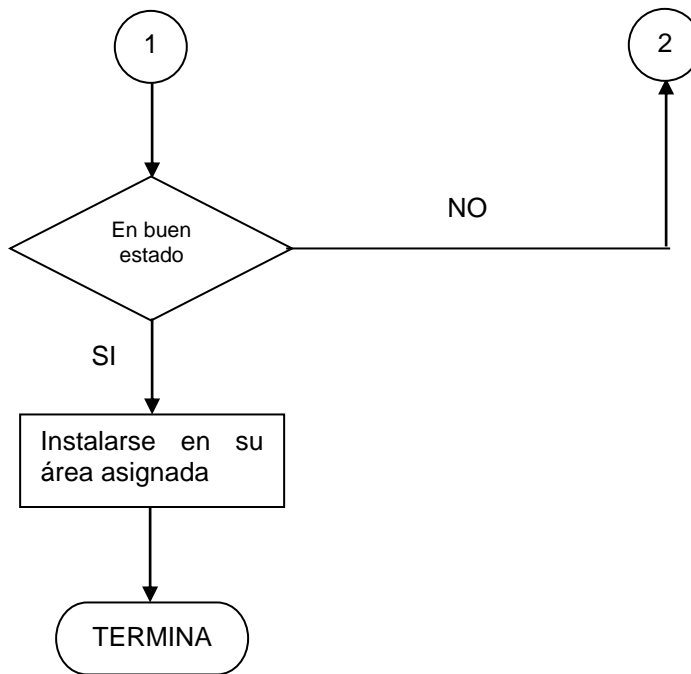 1
2
En buen
estado
NO
SI
Instalarse en su
área asignada
TERMINA